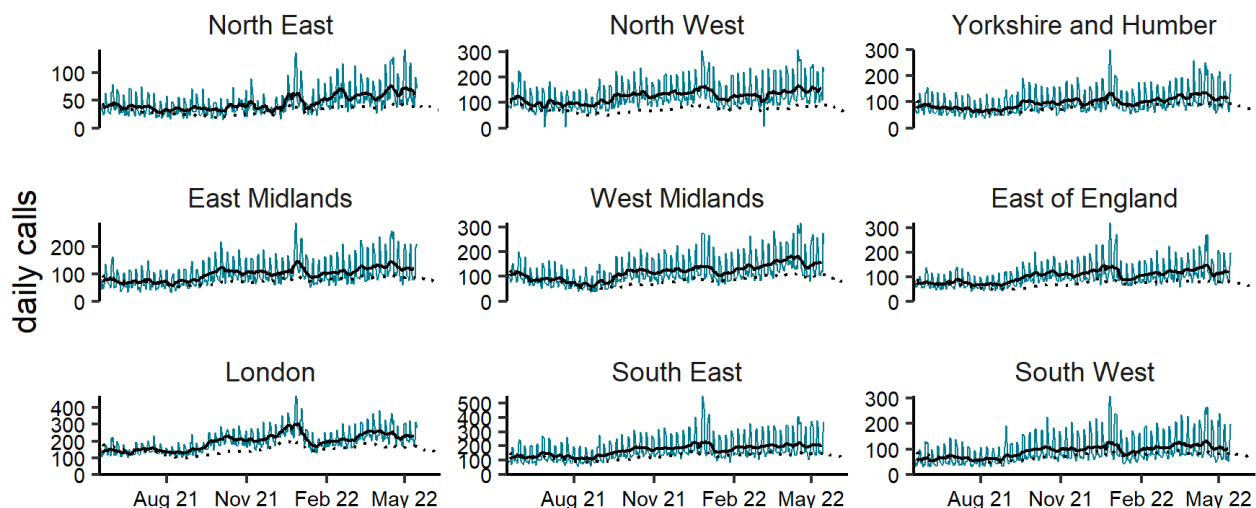 North East North West Yorkshire and Humber
100 50 0
300 200 100 0
300 200 100 0
daily calls
East Midlands West Midlands East of England
200 100 0
300 200 100 0
300 200 100 0
London South East South West
400 300 200 100 0
500 400 300 200 100 0
300 200 100 0
Aug 21 Nov 21 Feb 22 May 22 Aug 21 Nov 21 Feb 22 May 22 Aug 21 Nov 21 Feb 22 May 22